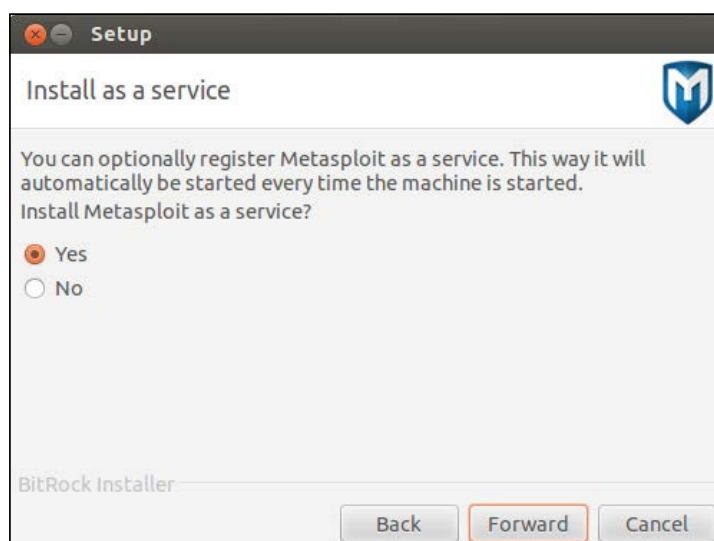 Setup
Install as a service
You can optionally register Metasploit as a service. This way it will
automatically be started every time the machine is started.
Install Metasploit as a service?
Yes
No
BitRock Installer
Back
Forward
Cancel